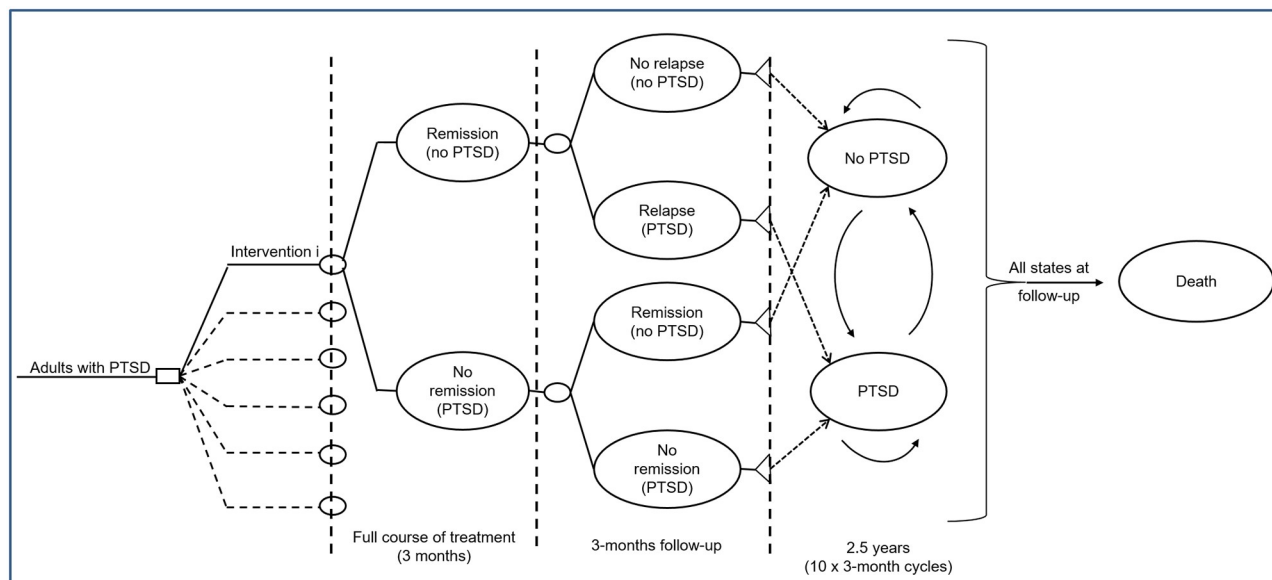 Adults with PTSD
Intervention i
Remission
(no PTSD)
No
remission
(PTSD)
Full course of treatment
(3 months)
No relapse
(no PTSD)
Relapse
(PTSD)
Remission
(no PTSD)
No
remission
(PTSD)
3-months follow-up
No PTSD
PTSD
2.5 years
(10 x 3-month cycles)
All states at
follow-up
Death